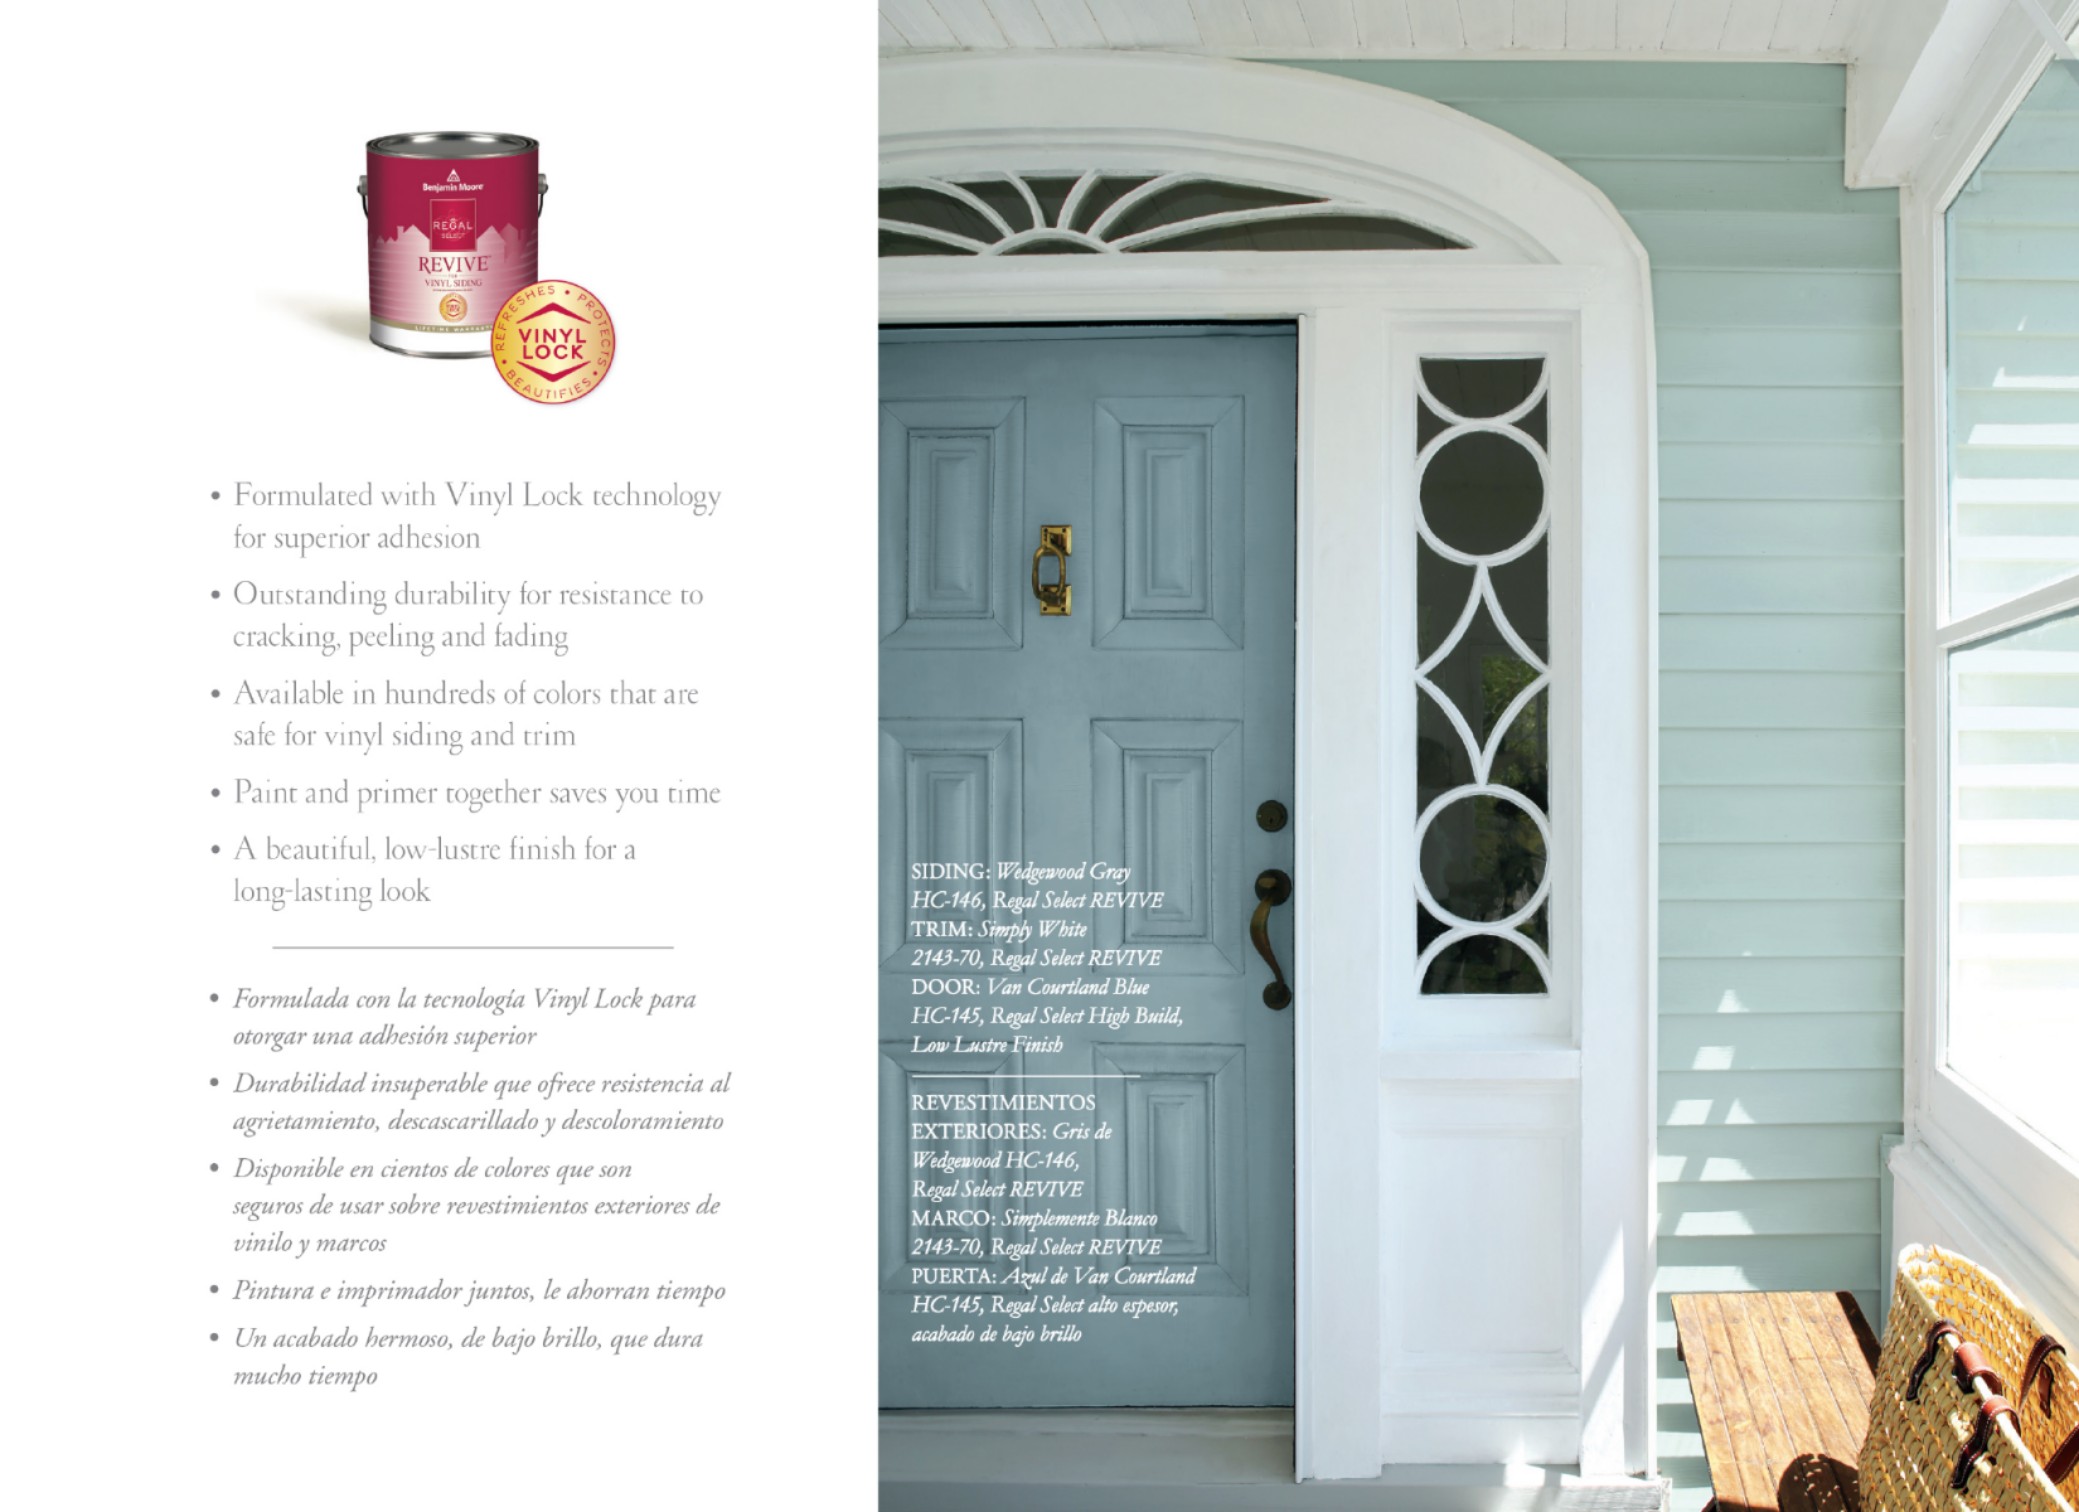 Benjamin Moore
REGAL
SELECT
REVIVE
FOR
VINYL SIDING
LIFETIME WARRANTY
REFRESHES • PROTECTS • BEAUTIFIES •
VINYL
LOCK
• Formulated with Vinyl Lock technology
for superior adhesion
• Outstanding durability for resistance to
cracking, peeling and fading
• Available in hundreds of colors that are
safe for vinyl siding and trim
• Paint and primer together saves you time
• A beautiful, low-lustre finish for a
long-lasting look
• Formulada con la tecnología Vinyl Lock para
otorgar una adhesión superior
• Durabilidad insuperable que ofrece resistencia al
agrietamiento, descascarillado y descoloramiento
• Disponible en cientos de colores que son
seguros de usar sobre revestimientos exteriores de
vinilo y marcos
• Pintura e imprimador juntos, le ahorran tiempo
• Un acabado hermoso, de bajo brillo, que dura
mucho tiempo
SIDING: Wedgewood Gray
HC-146, Regal Select REVIVE
TRIM: Simply White
2143-70, Regal Select REVIVE
DOOR: Van Courtland Blue
HC-145, Regal Select High Build,
Low Lustre Finish
REVESTIMIENTOS
EXTERIORES: Gris de
Wedgewood HC-146,
Regal Select REVIVE
MARCO: Simplemente Blanco
2143-70, Regal Select REVIVE
PUERTA: Azul de Van Courtland
HC-145, Regal Select alto espesor,
acabado de bajo brillo